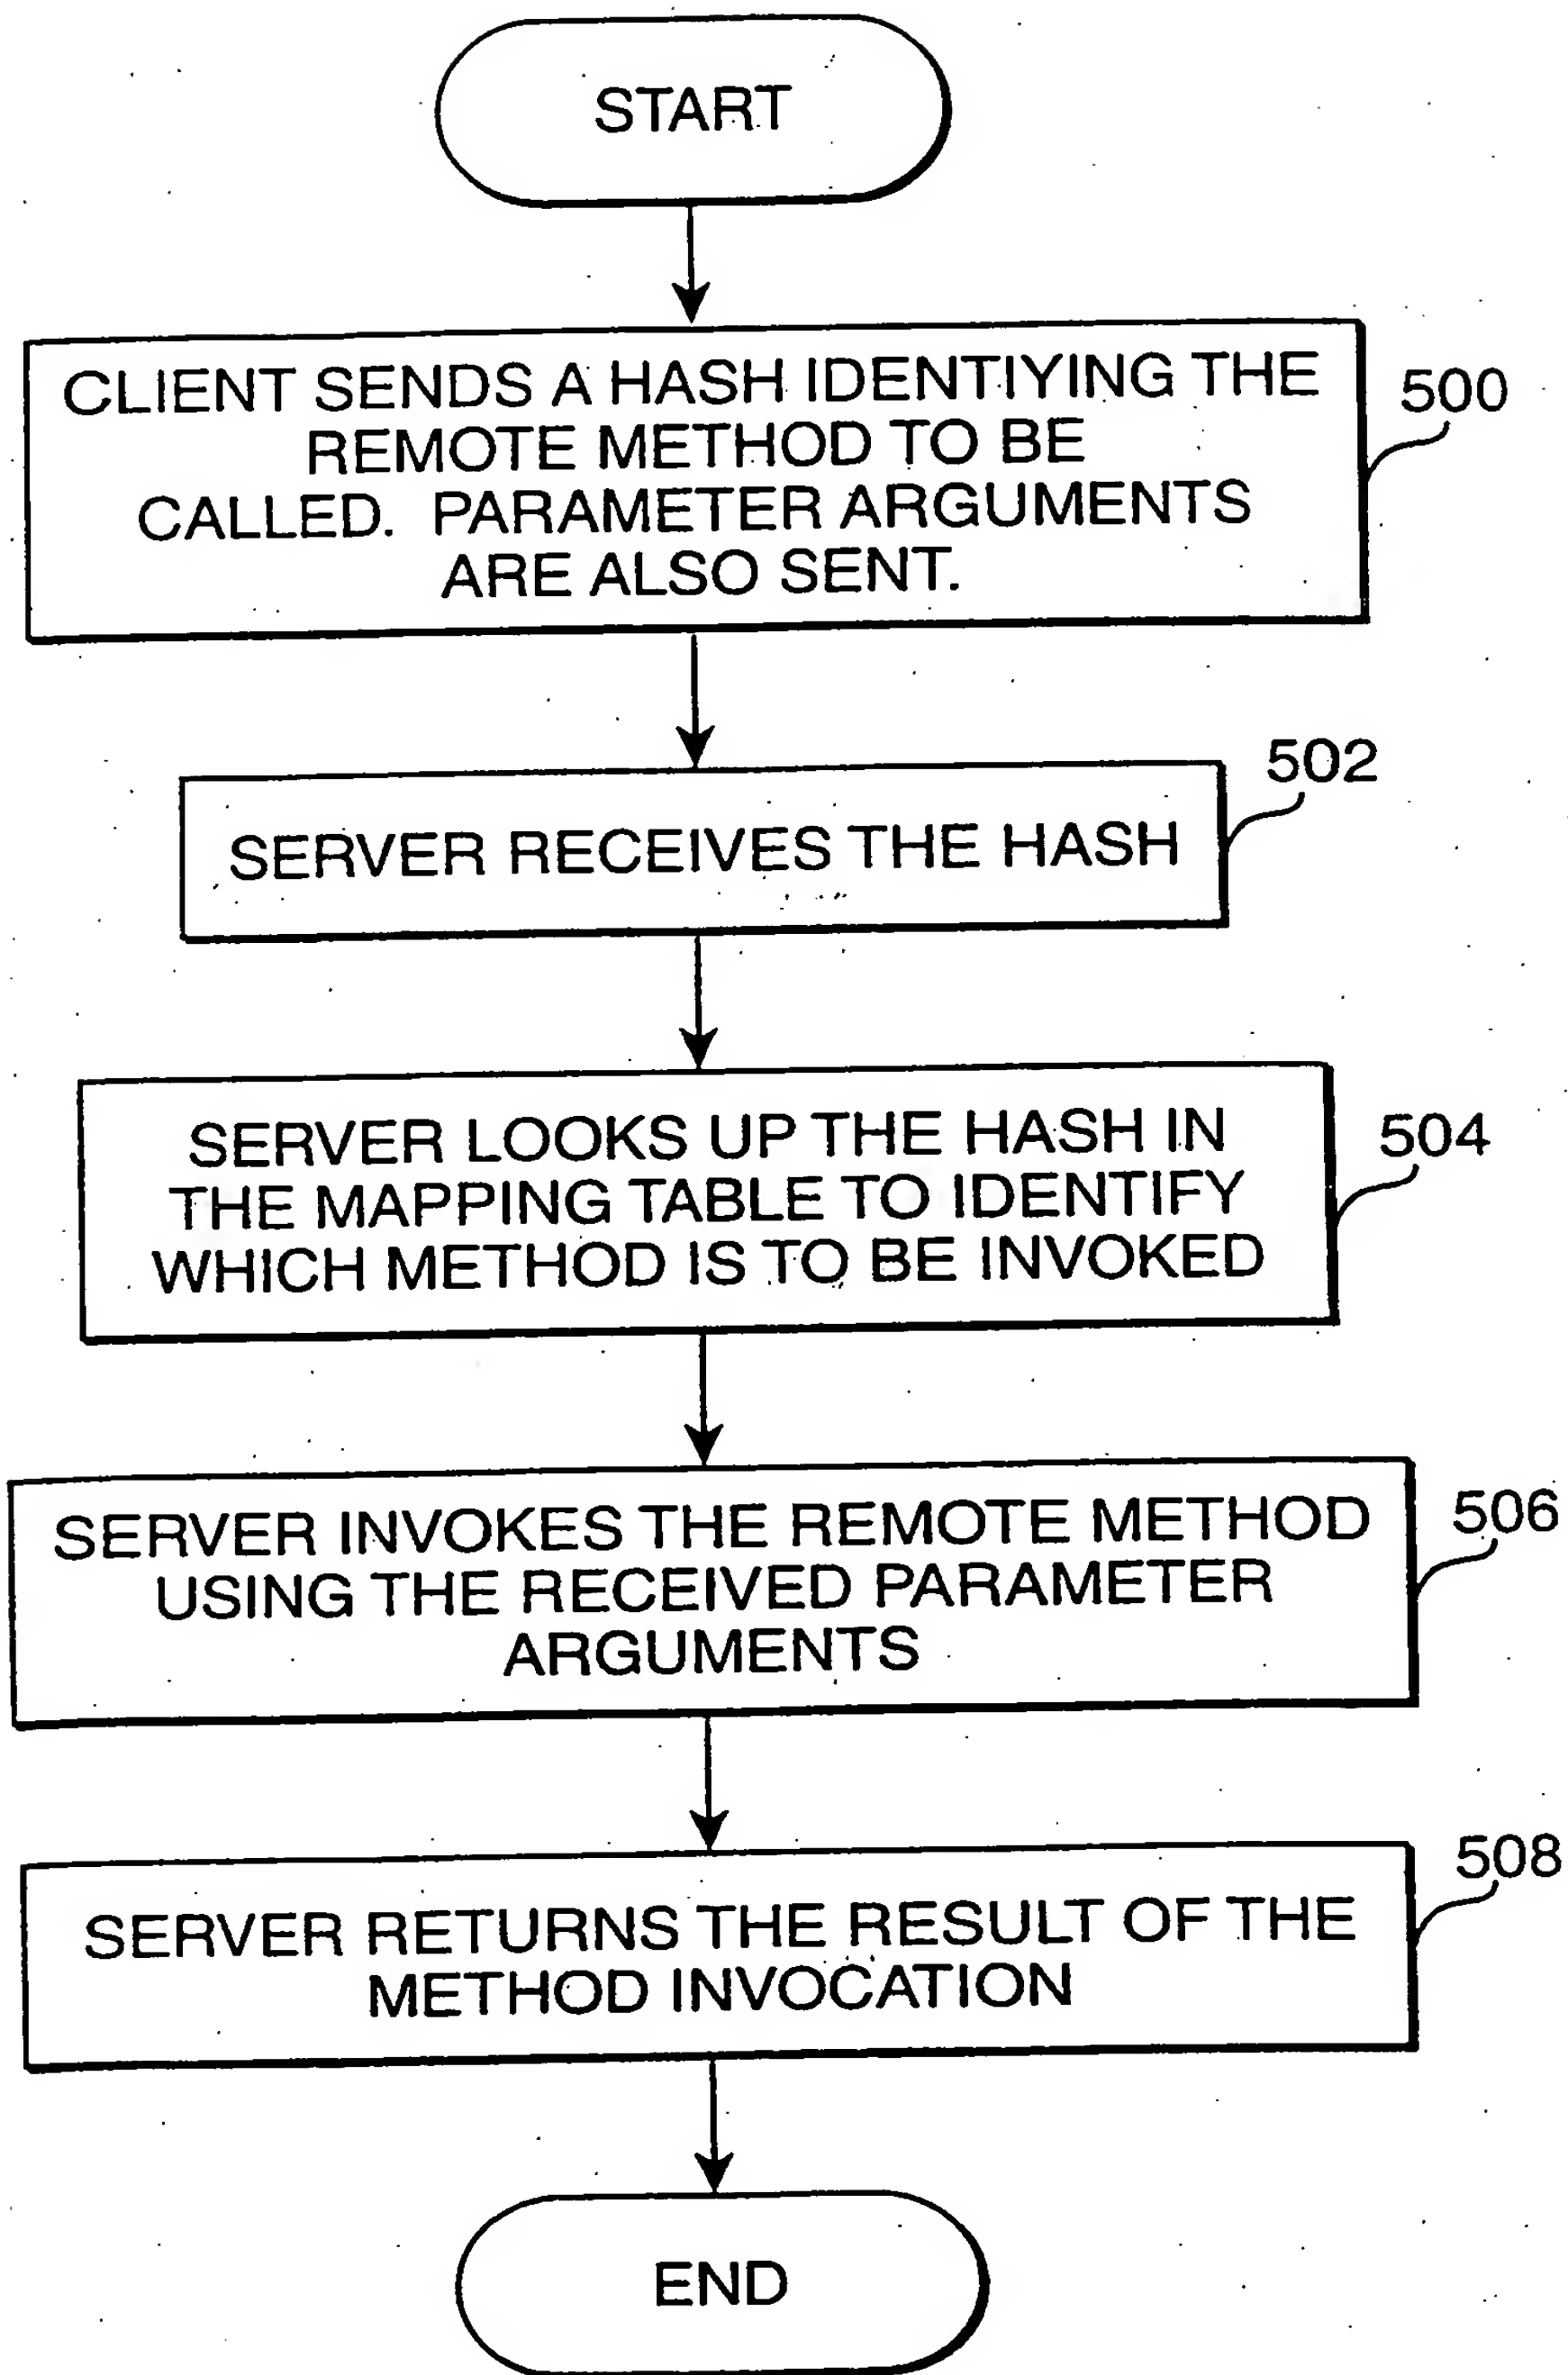 START
CLIENT SENDS A HASH IDENTIYING THE
REMOTE METHOD TO BE
CALLED. PARAMETER ARGUMENTS
ARE ALSO SENT.
500
SERVER RECEIVES THE HASH
502
SERVER LOOKS UP THE HASH IN
THE MAPPING TABLE TO IDENTIFY
WHICH METHOD IS TO BE INVOKED
504
SERVER INVOKES THE REMOTE METHOD
USING THE RECEIVED PARAMETER
ARGUMENTS
506
SERVER RETURNS THE RESULT OF THE
METHOD INVOCATION
508
END